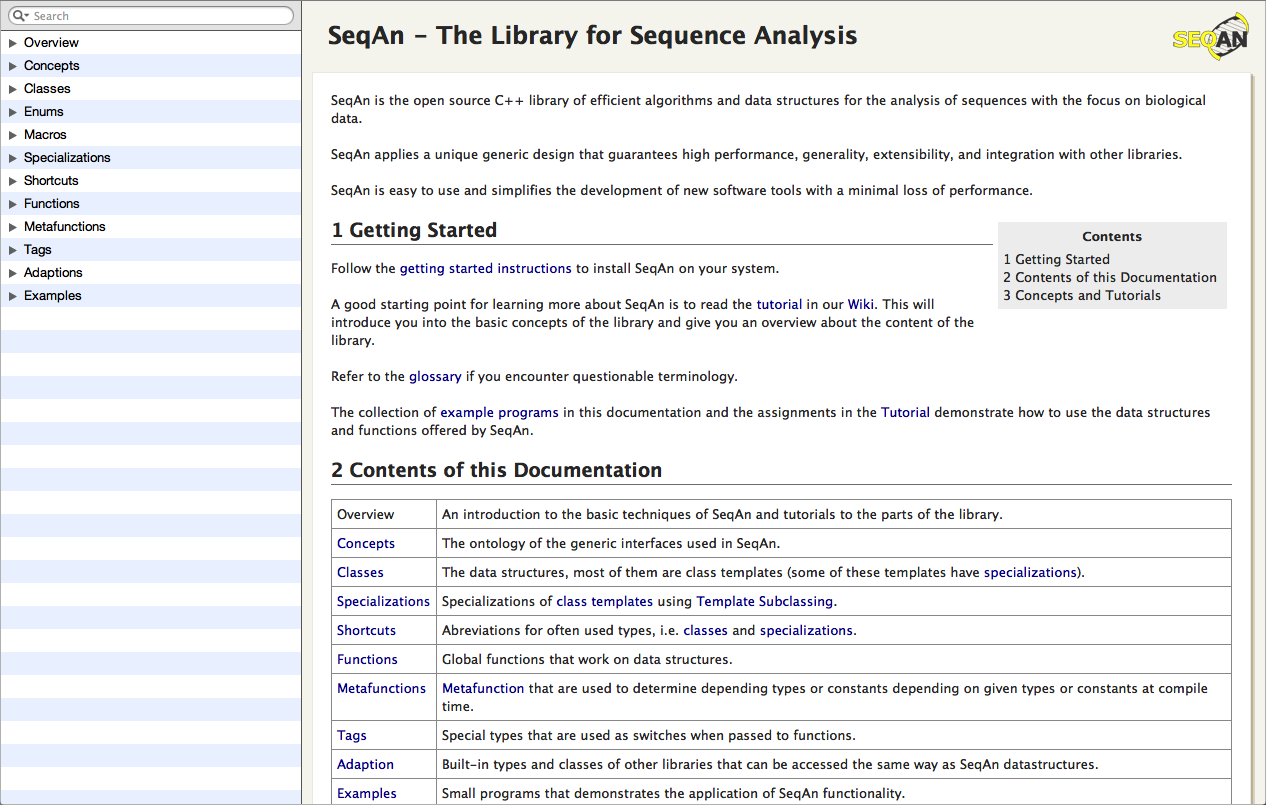 Search
Overview
Concepts
Classes
Enums
Macros
Specializations
Shortcuts
Functions
Metafunctions
Tags
Adaptions
Examples
SeqAn - The Library for Sequence Analysis
SEQAN
SeqAn is the open source C++ library of efficient algorithms and data structures for the analysis of sequences with the focus on biological
data.
SeqAn applies a unique generic design that guarantees high performance, generality, extensibility, and integration with other libraries.
SeqAn is easy to use and simplifies the development of new software tools with a minimal loss of performance.
1 Getting Started
Contents
1 Getting Started
2 Contents of this Documentation
3 Concepts and Tutorials
Follow the getting started instructions to install SeqAn on your system.
A good starting point for learning more about SeqAn is to read the tutorial in our Wiki. This will
introduce you into the basic concepts of the library and give you an overview about the content of the
library.
Refer to the glossary if you encounter questionable terminology.
The collection of example programs in this documentation and the assignments in the Tutorial demonstrate how to use the data structures
and functions offered by SeqAn.
2 Contents of this Documentation
Overview An introduction to the basic techniques of SeqAn and tutorials to the parts of the library.
Concepts The ontology of the generic interfaces used in SeqAn.
Classes The data structures, most of them are class templates (some of these templates have specializations).
Specializations Specializations of class templates using Template Subclassing.
Shortcuts Abreviations for often used types, i.e. classes and specializations.
Functions Global functions that work on data structures.
Metafunctions Metafunction that are used to determine depending types or constants depending on given types or constants at compile
time.
Tags Special types that are used as switches when passed to functions.
Adaption Built-in types and classes of other libraries that can be accessed the same way as SeqAn datastructures.
Examples Small programs that demonstrates the application of SeqAn functionality.